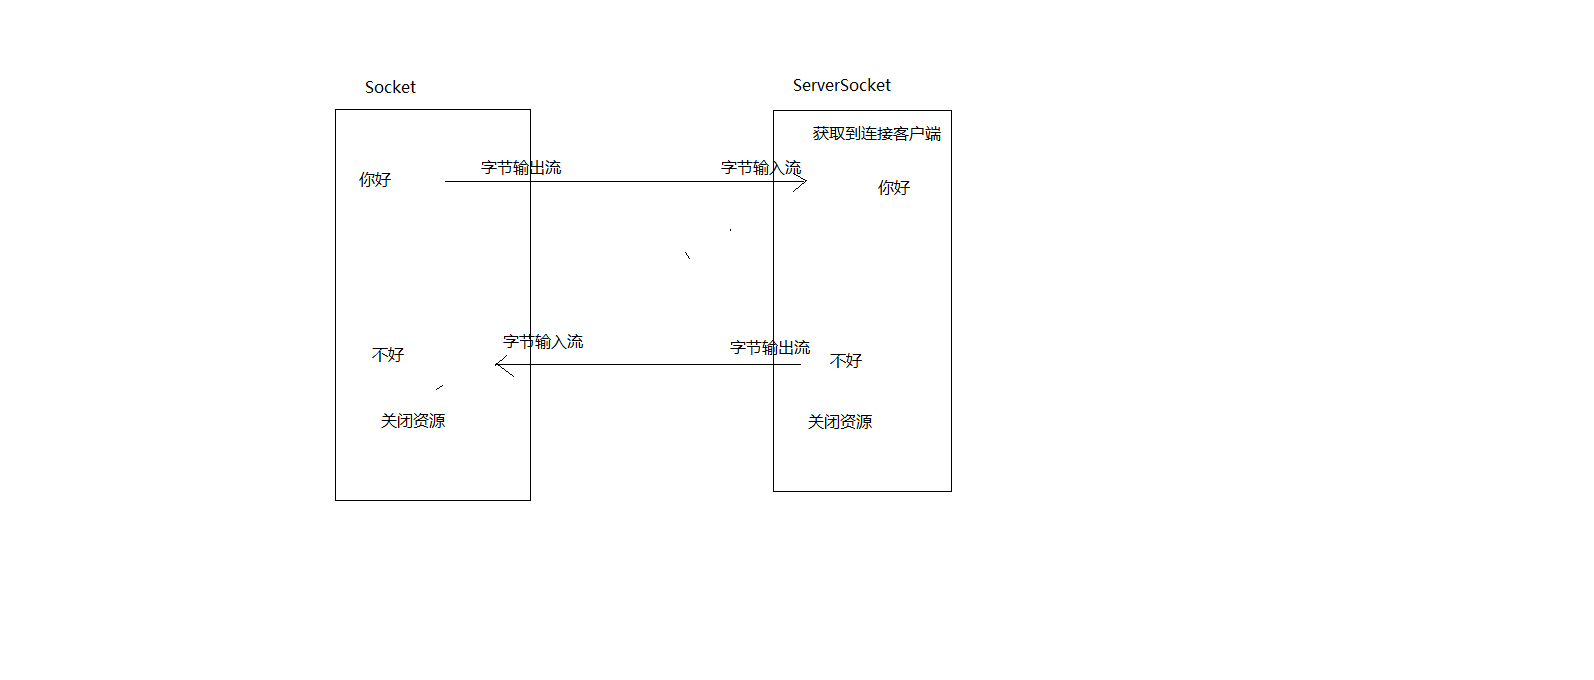 Socket
ServerSocket
获取到连接客户端
你好
字节输出流
字节输入流
你好
不好
字节输入流
字节输出流
不好
关闭资源
关闭资源